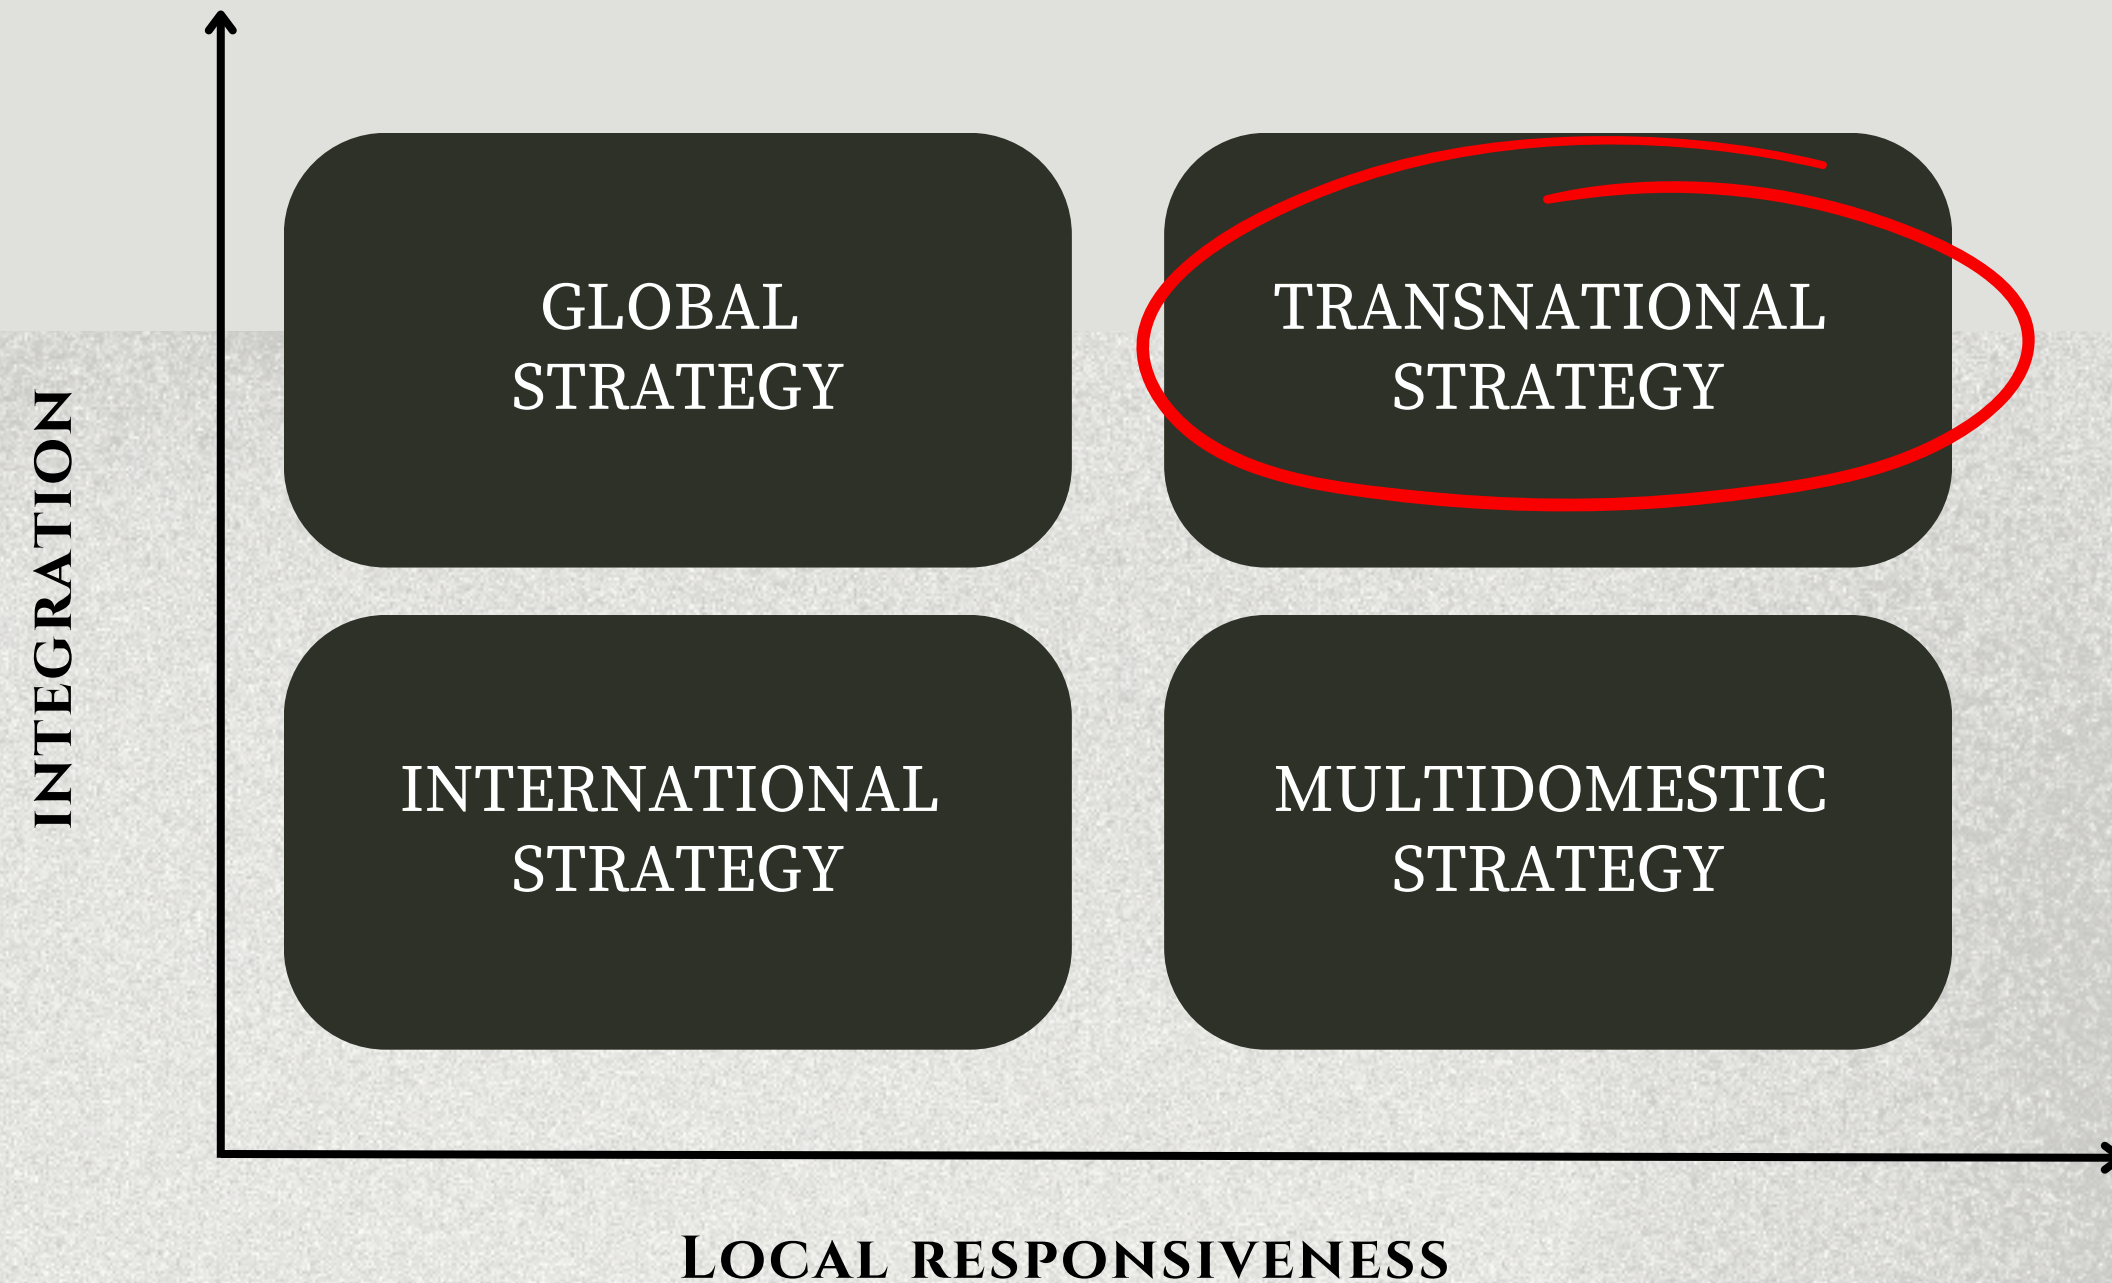 GLOBAL
STRATEGY
TRANSNATIONAL
STRATEGY
INTEGRATION
INTERNATIONAL
STRATEGY
MULTIDOMESTIC
STRATEGY
LOCAL RESPONSIVENESS